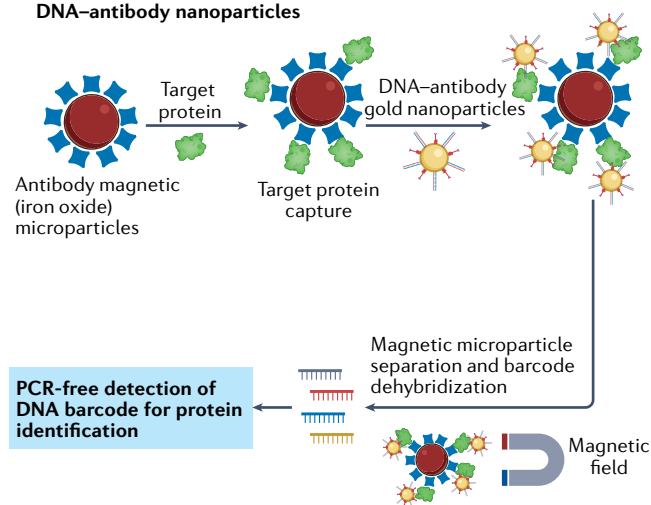 DNA–antibody nanoparticles
Target
protein
DNA–antibody
gold nanoparticles
Antibody magnetic
(iron oxide)
microparticles
Target protein
capture
Magnetic microparticle
separation and barcode
dehybridization
PCR-free detection of
DNA barcode for protein
identification
Magnetic
field